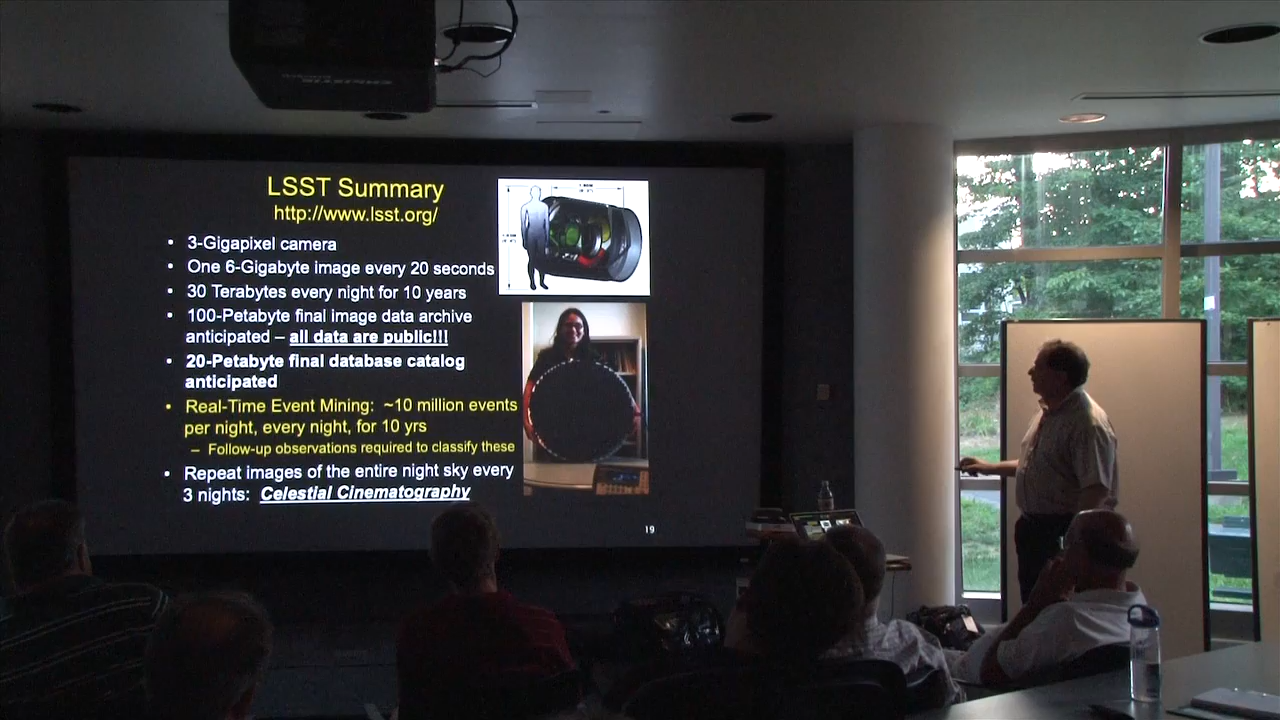 LSST Summary
http://www.lsst.org/
• 3-Gigapixel camera
• One 6-Gigabyte image every 20 seconds
• 30 Terabytes every night for 10 years
• 100-Petabyte final image data archive
anticipated – all data are public!!!
• 20-Petabyte final database catalog
anticipated
• Real-Time Event Mining: ~10 million events
per night, every night, for 10 yrs
– Follow-up observations required to classify these
• Repeat images of the entire night sky every
3 nights: Celestial Cinematography
19